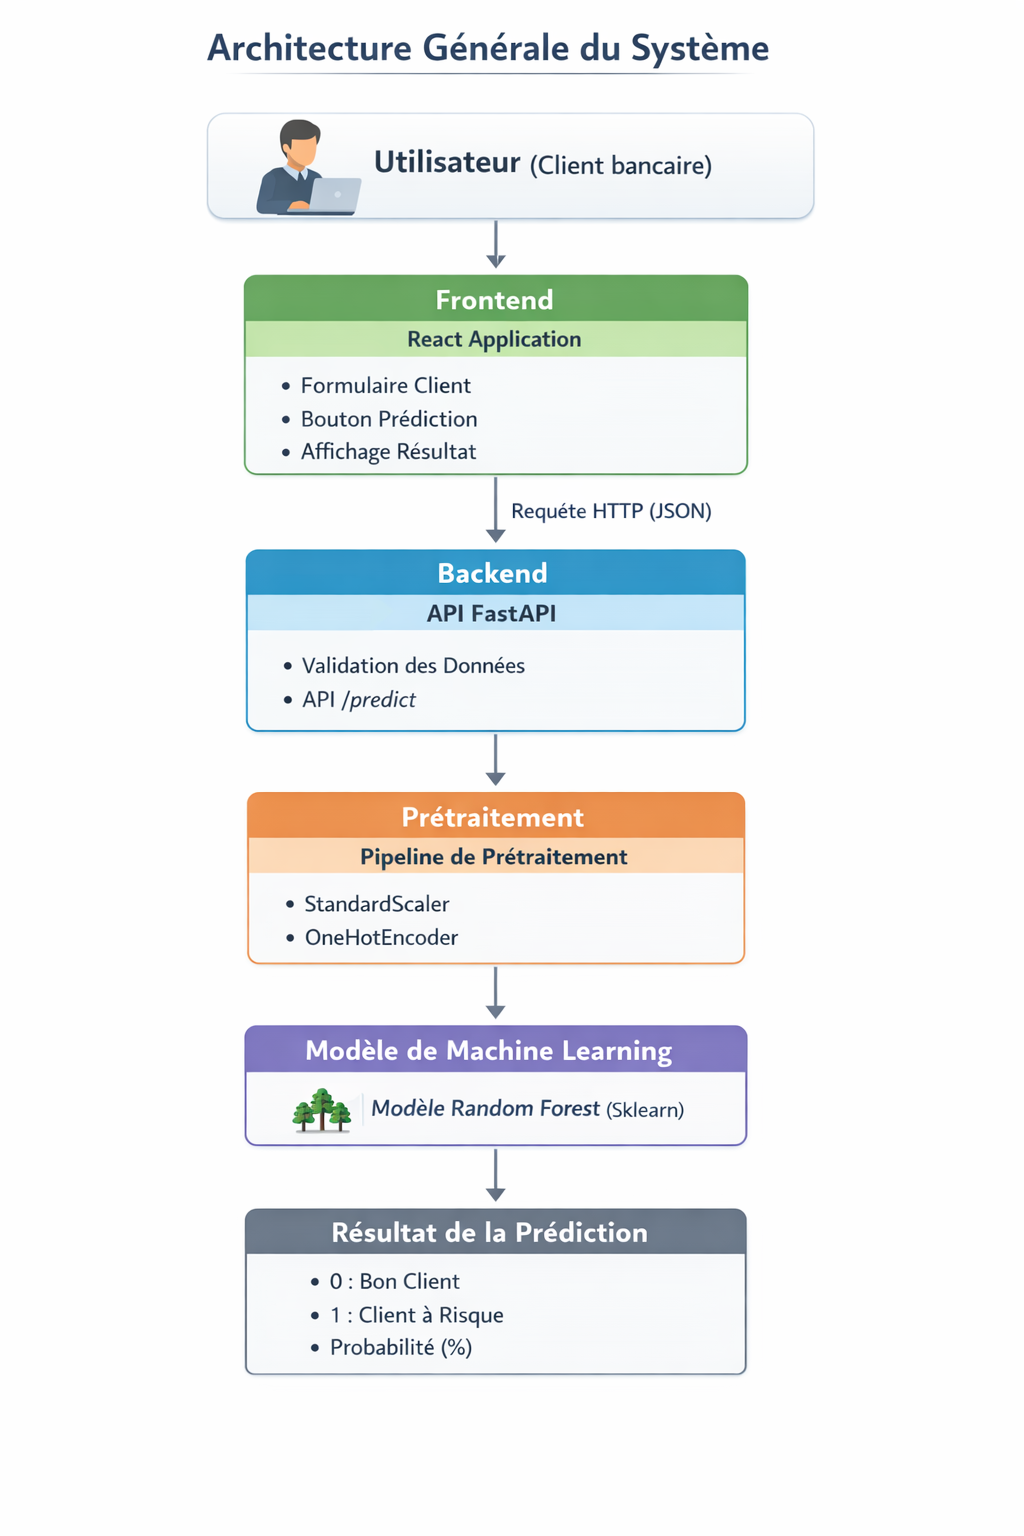 Architecture Générale du Système
Utilisateur (Client bancaire)
Frontend
React Application
• Formulaire Client
• Bouton Prédiction
• Affichage Résultat
Requéte HTTP (JSON)
Backend
API FastAPI
• Validation des Données
• API /predict
Prétraitement
Pipeline de Prétraitement
• StandardScaler
• OneHotEncoder
Modèle de Machine Learning
Modèle Random Forest (Sklearn)
Résultat de la Prédiction
• 0 : Bon Client
• 1 : Client à Risque
• Probabilité (%)